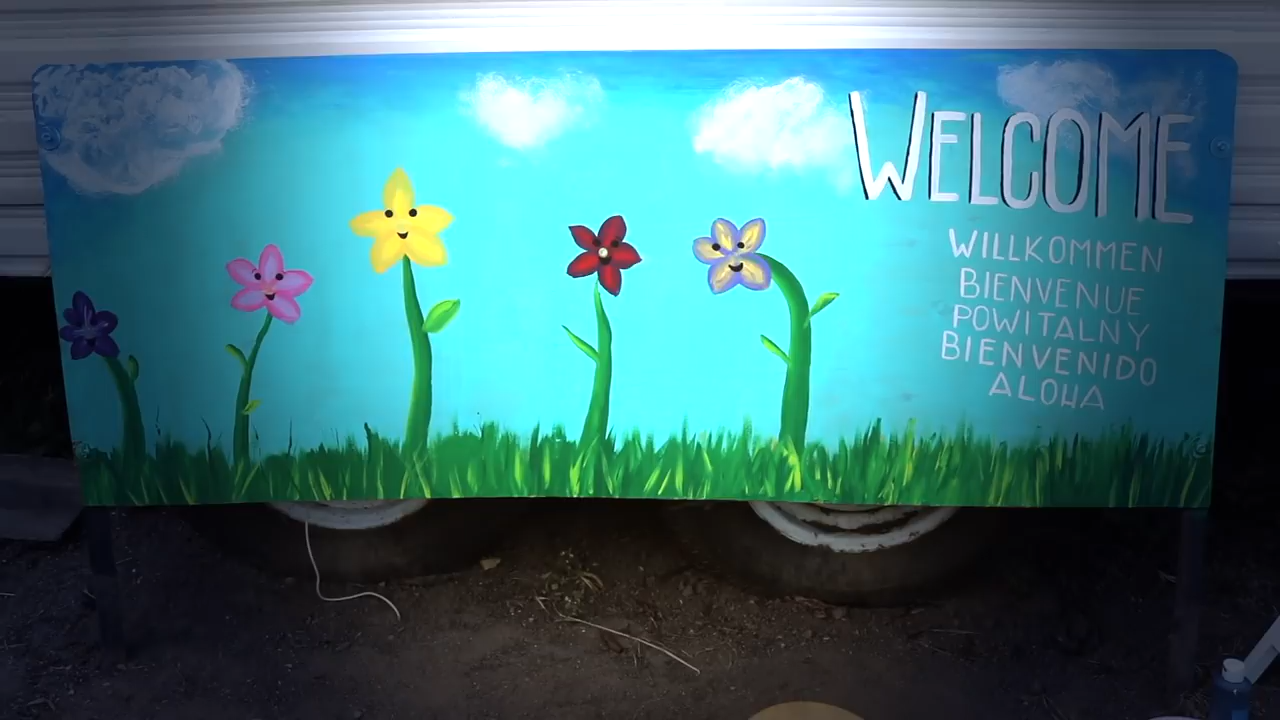 WELCOME
WILLKOMMEN
BIENVENUE
POWITALNY
BIENVENIDO
ALOHA